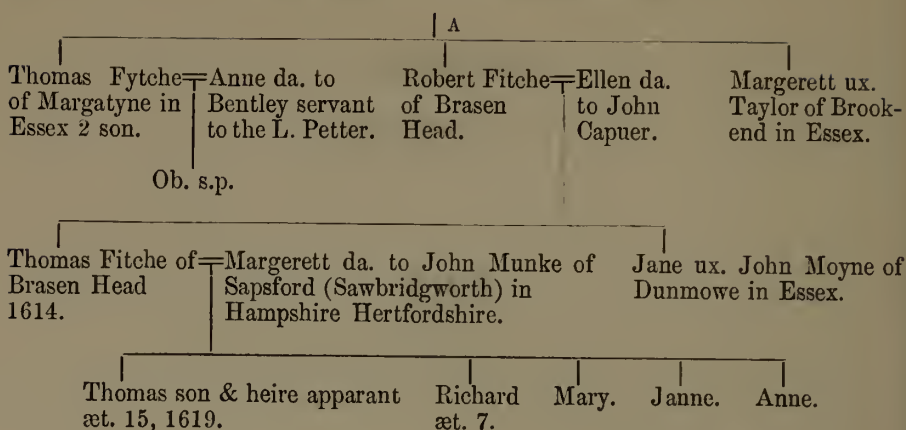 A
Thomas Fytche
of Margatyne in
Essex 2 son.
Anne da. to
Bentley servant
to the L. Petter.
Robert Fitche
of Brasen
Head.
Ellen da.
to John
Capuer.
Margerett ux.
Taylor of Brook-
end in Essex.
Ob. s.p.
Thomas Fitche of
Brasen Head
1614.
Margerett da. to John Munke of
Sapsford (Sawbridgworth) in
Hampshire Hertfordshire.
Jane ux. John Moyne of
Dunmowe in Essex.
Thomas son & heire apparant
æt. 15, 1619.
Richard
æt. 7.
Mary.
Janne.
Anne.